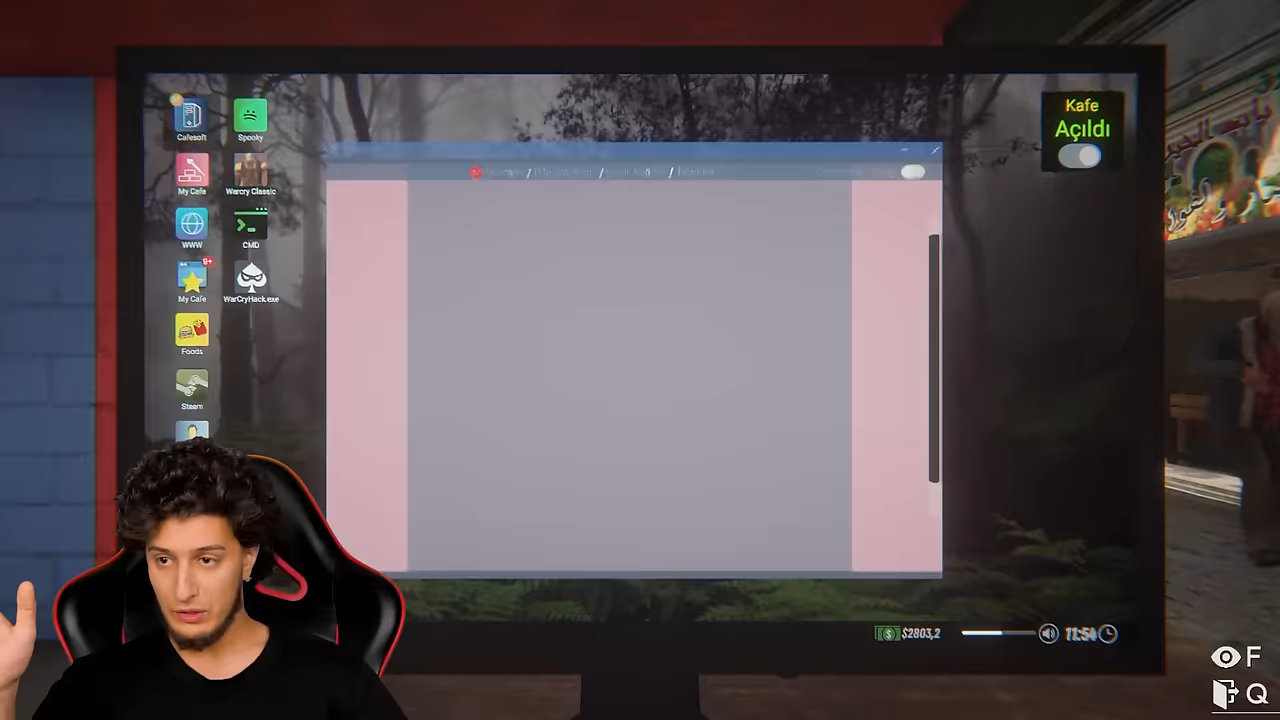 Kafe
Açıldı
Cafesoft
Spooky
My Cafe
Warcry Classic
WWW
CMD
9+
My Cafe
WarCryHack.exe
Foods
Steam
$2803,2
11:54
F
Q